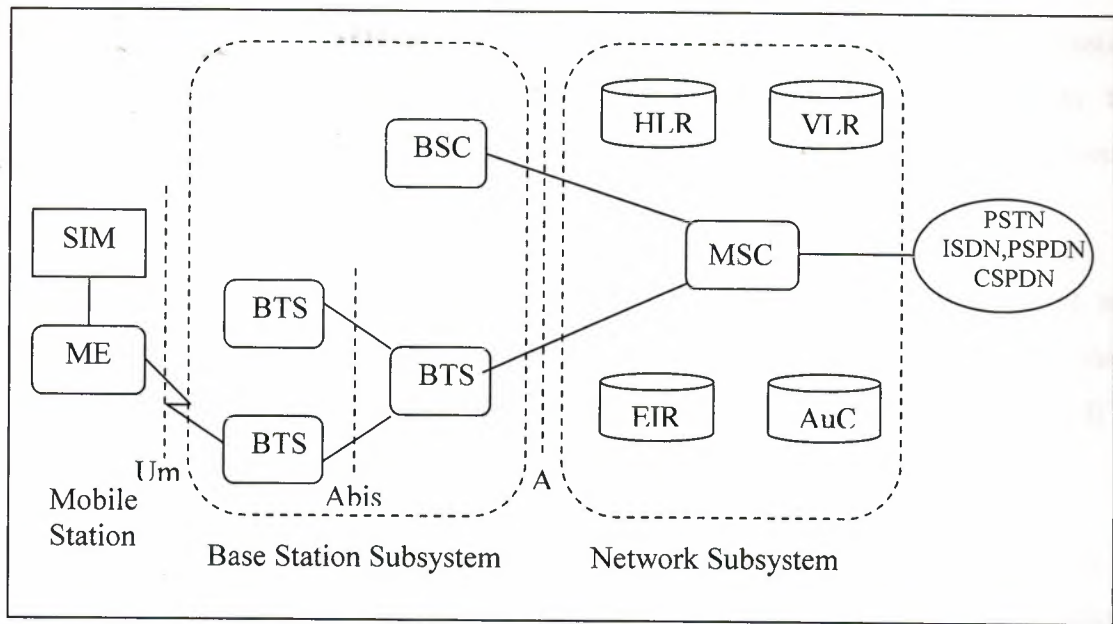 HLR
VLR
BSC
SIM
MSC
PSTN
ISDN,PSPDN
CSPDN
BTS
ME
BTS
EIR
AuC
BTS
Um
Abis
A
Mobile
Station
Base Station Subsystem
Network Subsystem